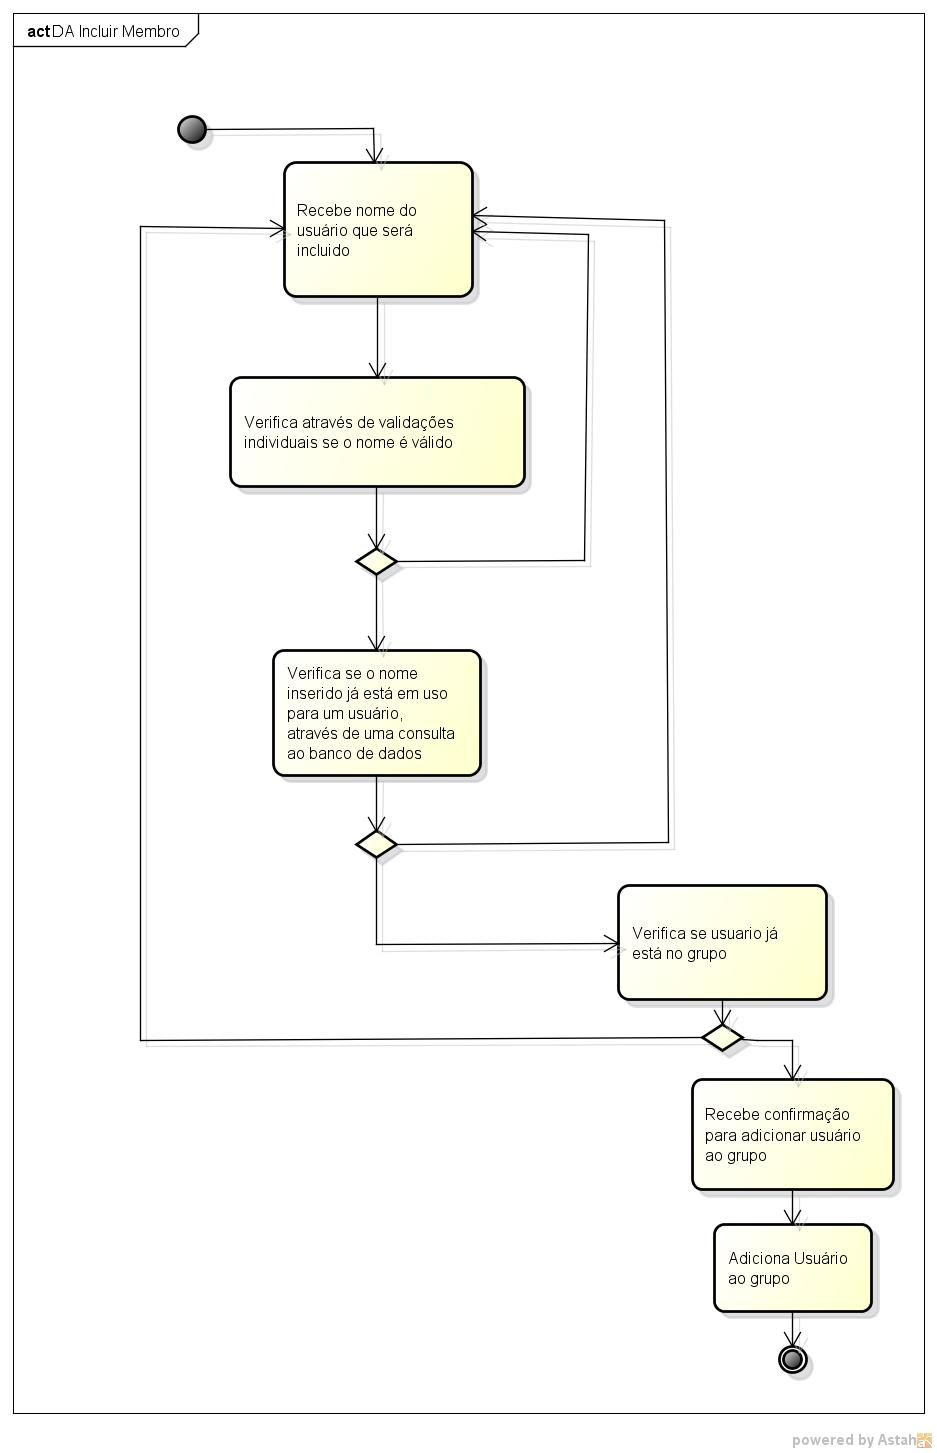 act DA Incluir Membro
Recebe nome do
usuário que será
incluido
Verifica através de validações
individuais se o nome é válido
Verifica se o nome
inserido já está em uso
para um usuário,
através de uma consulta
ao banco de dados
Verifica se usuario já
está no grupo
Recebe confirmação
para adicionar usuário
ao grupo
Adiciona Usuário
ao grupo
powered by Astah